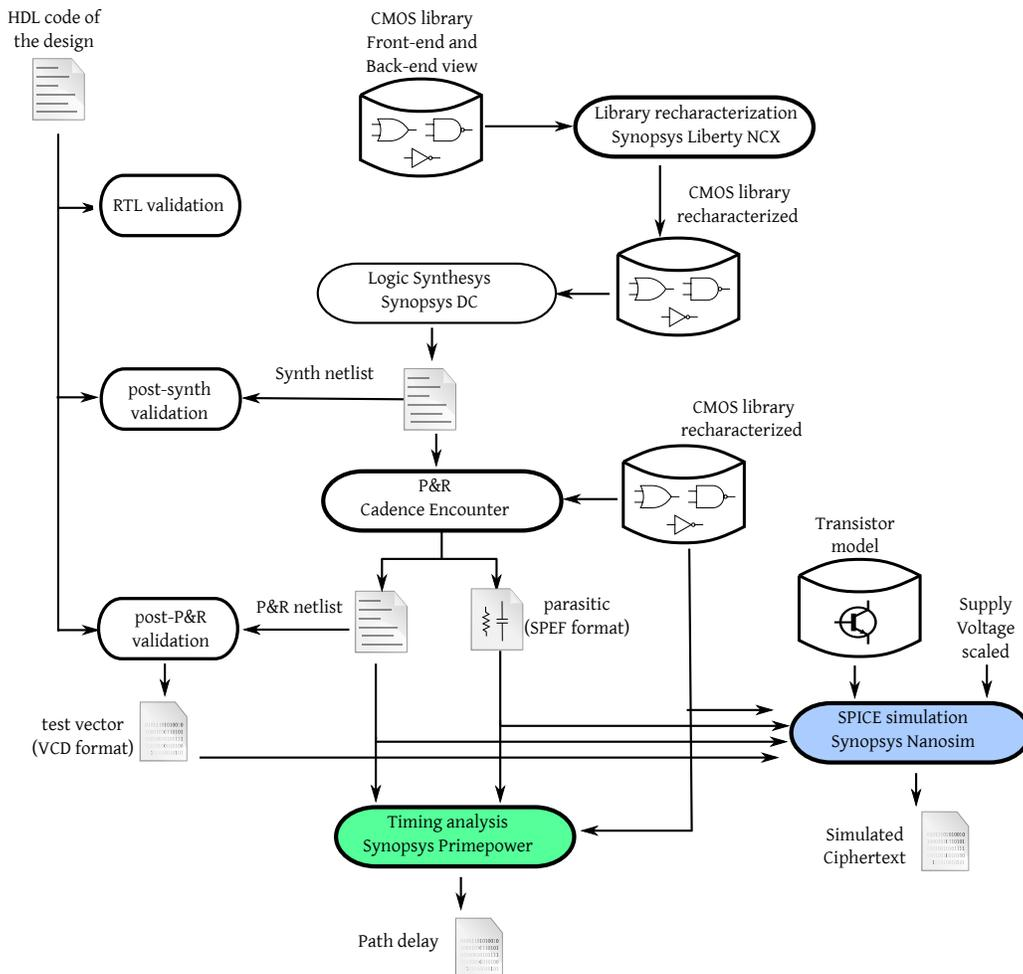 HDL code of
the design
CMOS library
Front-end and
Back-end view
Library recharacterization
Synopsys Liberty NCX
RTL validation
CMOS library
recharacterized
Logic Synthesys
Synopsys DC
Synth netlist
post-synth
validation
CMOS library
recharacterized
P&R
Cadence Encounter
Transistor
model
P&R netlist
parasitic
(SPEF format)
post-P&R
validation
Supply
Voltage
scaled
test vector
(VCD format)
SPICE simulation
Synopsys Nanosim
Timing analysis
Synopsys Primepower
Simulated
Ciphertext
Path delay